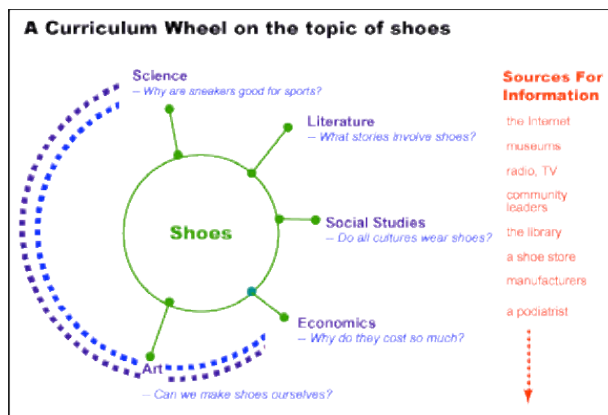 A Curriculum Wheel on the topic of shoes
Science
-- Why are sneakers good for sports?
Literature
-- What stories involve shoes?
Social Studies
-- Do all cultures wear shoes?
Shoes
Economics
-- Why do they cost so much?
Art
-- Can we make shoes ourselves?
Sources For
Information
the Internet
museums
radio, TV
community
leaders
the library
a shoe store
manufacturers
a podiatrist